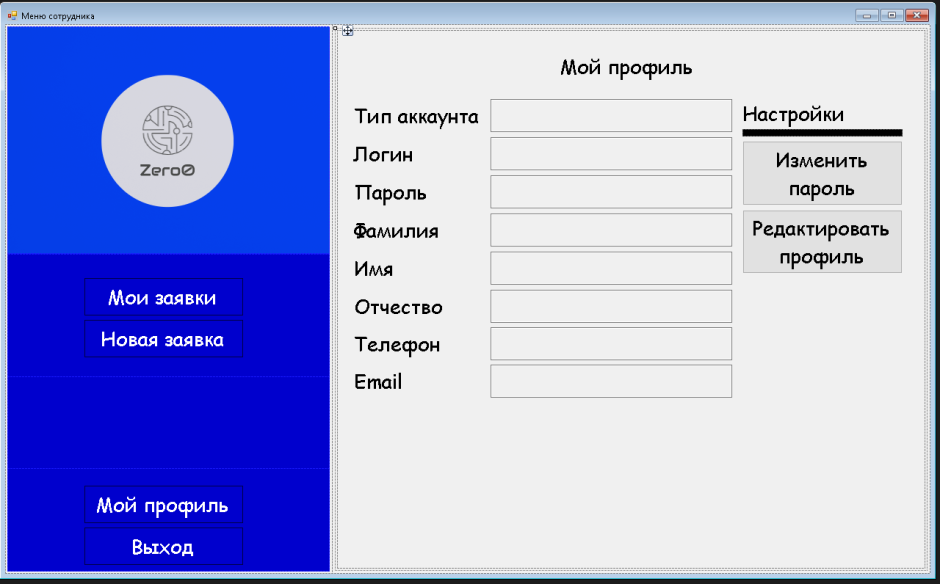 Меню сотрудника
Zero0
Мои заявки
Новая заявка
Мой профиль
Выход
Мой профиль
Тип аккаунта
Логин
Пароль
Фамилия
Имя
Отчество
Телефон
Email
Настройки
Изменить
пароль
Редактировать
профиль